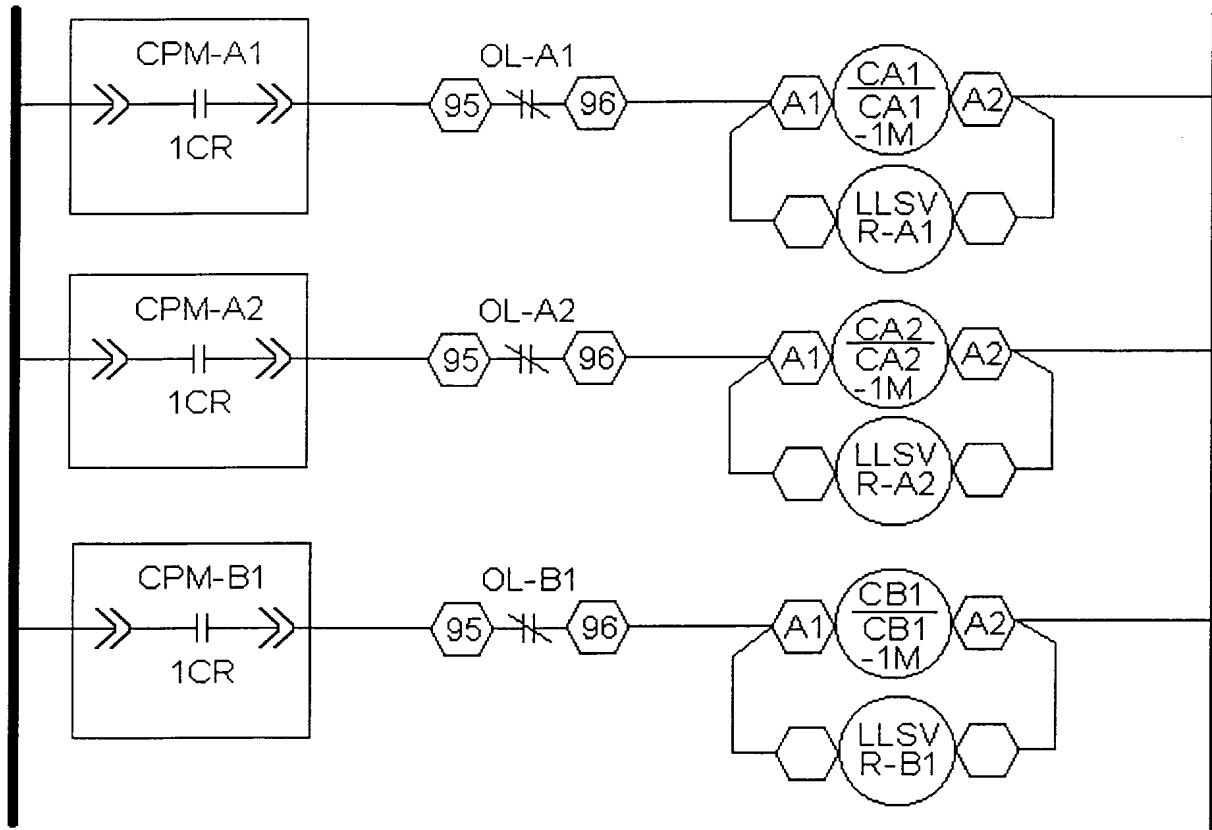 CPM-A1
1CR
OL-A1
95
96
A1
CA1
CA1
-1M
A2
LLSV
R-A1
CPM-A2
1CR
OL-A2
95
96
A1
CA2
CA2
-1M
A2
LLSV
R-A2
CPM-B1
1CR
OL-B1
95
96
A1
CB1
CB1
-1M
A2
LLSV
R-B1